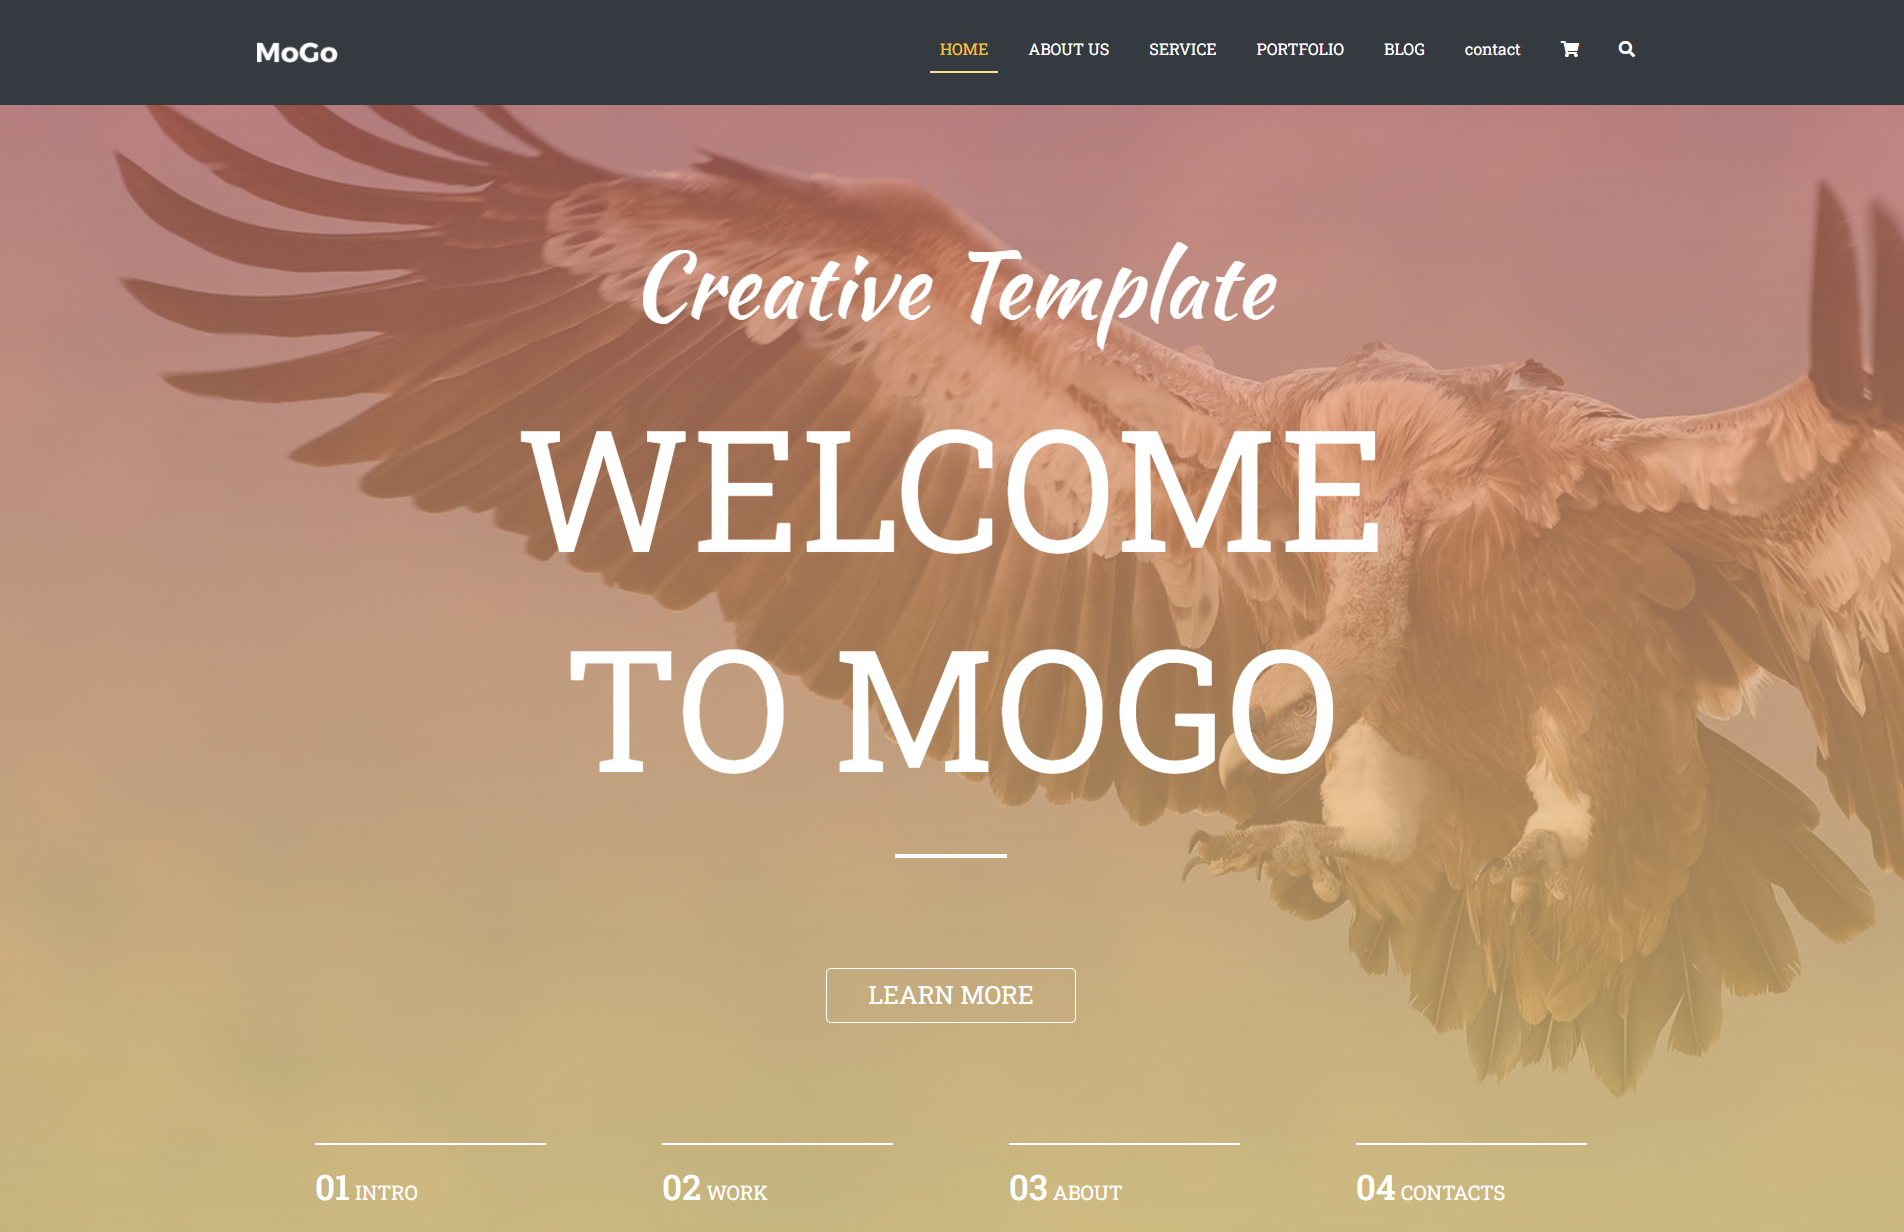 MoGo
HOME ABOUT US SERVICE PORTFOLIO BLOG contact
Creative Template
WELCOME
TO MOGO
LEARN MORE
01 INTRO 02 WORK 03 ABOUT 04 CONTACTS